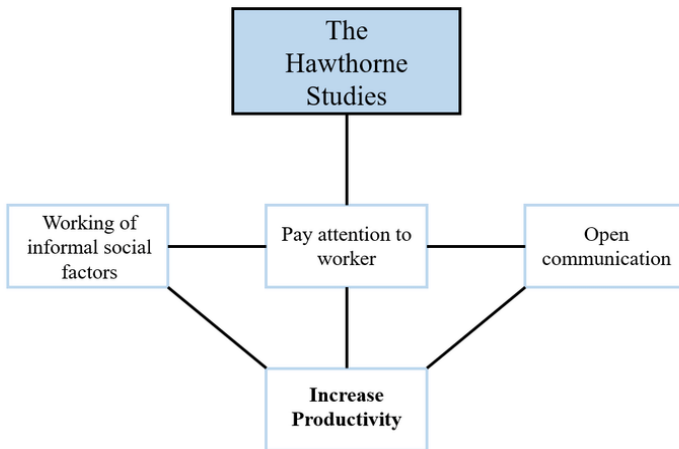 The
Hawthorne
Studies
Working of
informal social
factors
Pay attention to
worker
Open
communication
Increase
Productivity